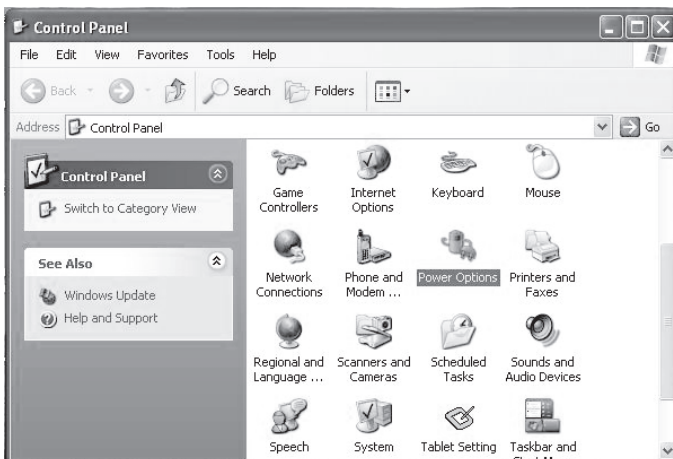 Control Panel
File Edit View Favorites Tools Help
Back Search Folders
Address Control Panel Go
Control Panel
Switch to Category View
See Also
Windows Update
Help and Support
Game Controllers
Internet Options
Keyboard
Mouse
Network Connections
Phone and Modem ...
Power Options
Printers and Faxes
Regional and Language ...
Scanners and Cameras
Scheduled Tasks
Sounds and Audio Devices
Speech
System
Tablet Setting
Taskbar and